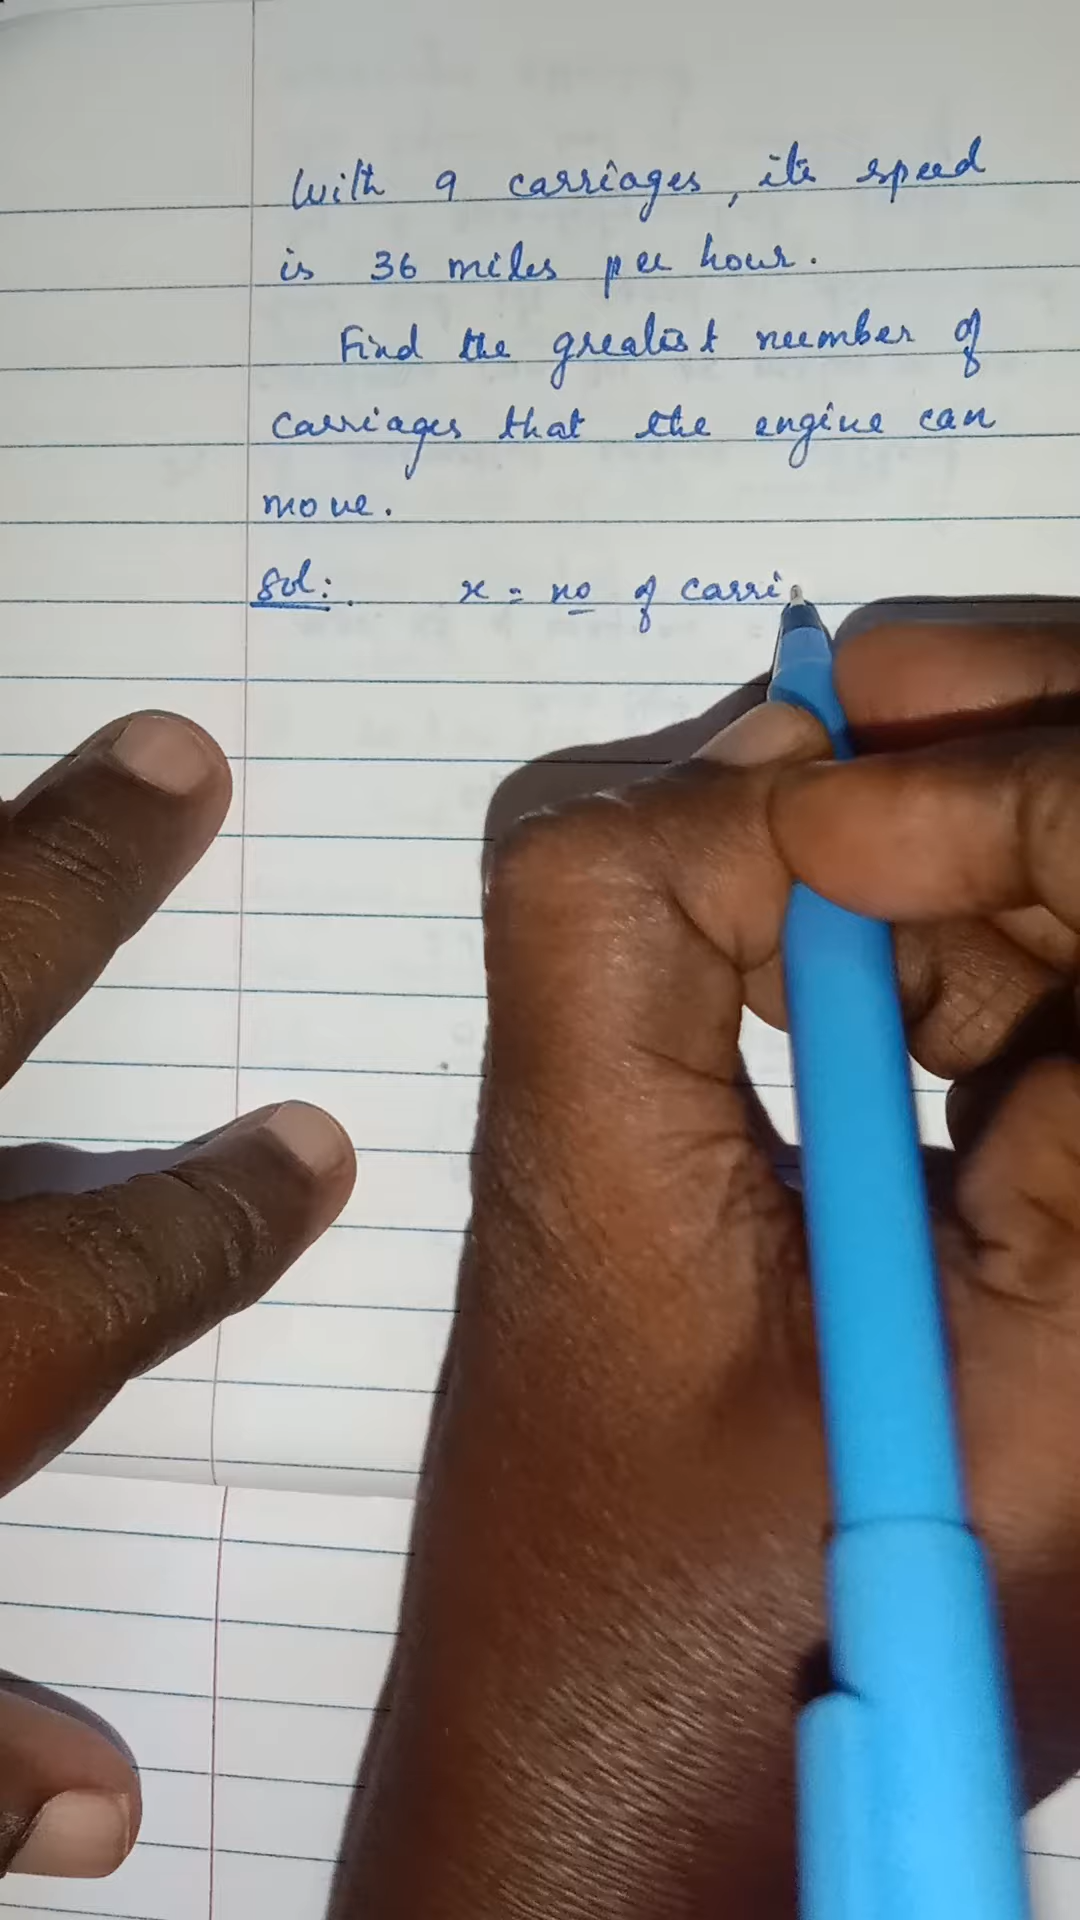 With 9 carriages, its speed
is 36 miles per hour.
Find the greatest number of
carriages that the engine can
move.
Sol: x = no of carri